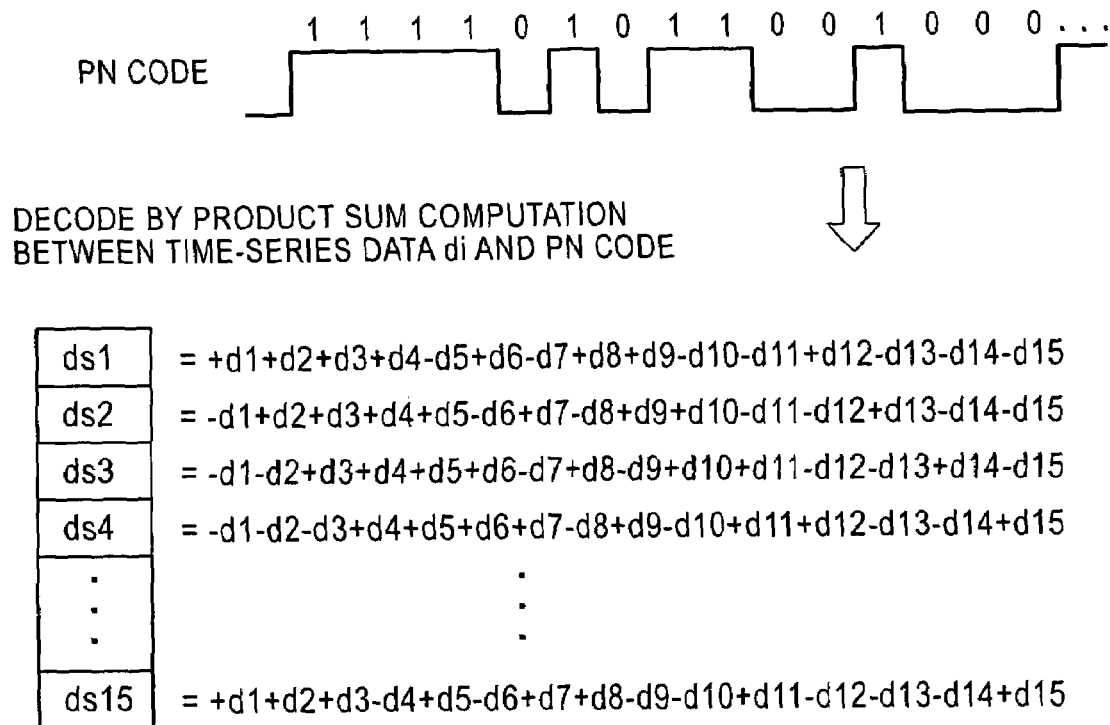 1 1 1 1 0 1 0 1 1 0 0 1 0 0 0 . . .
PN CODE
DECODE BY PRODUCT SUM COMPUTATION
BETWEEN TIME-SERIES DATA di AND PN CODE
ds1 = +d1+d2+d3+d4-d5+d6-d7+d8+d9-d10-d11+d12-d13-d14-d15
ds2 = -d1+d2+d3+d4+d5-d6+d7-d8+d9+d10-d11-d12+d13-d14-d15
ds3 = -d1-d2+d3+d4+d5+d6-d7+d8-d9+d10+d11-d12-d13+d14-d15
ds4 = -d1-d2-d3+d4+d5+d6+d7-d8+d9-d10+d11+d12-d13-d14+d15
ds15 = +d1+d2+d3-d4+d5-d6+d7+d8-d9-d10+d11-d12-d13-d14+d15